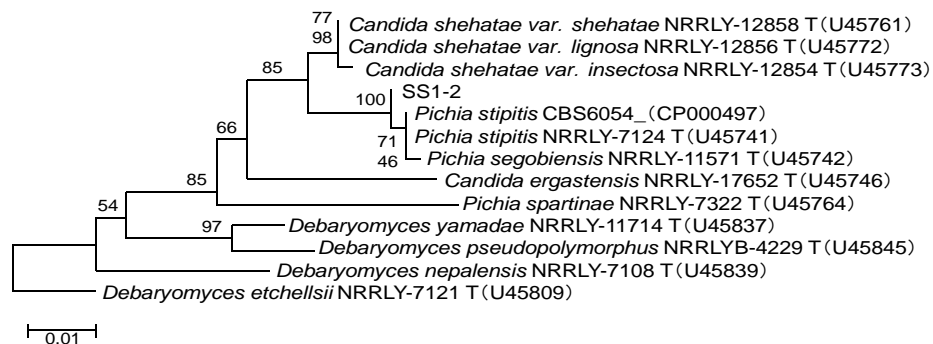 77
Candida shehatae var. shehatae NRRLY-12858 T(U45761)
98
Candida shehatae var. lignosa NRRLY-12856 T(U45772)
85
Candida shehatae var. insectosa NRRLY-12854 T(U45773)
SS1-2
100
Pichia stipitis CBS6054_(CP000497)
66
Pichia stipitis NRRLY-7124 T(U45741)
71
46
Pichia segobiensis NRRLY-11571 T(U45742)
85
Candida ergastensis NRRLY-17652 T(U45746)
54
Pichia spartinae NRRLY-7322 T(U45764)
97
Debaryomyces yamadae NRRLY-11714 T(U45837)
Debaryomyces pseudopolymorphus NRRLYB-4229 T(U45845)
Debaryomyces nepalensis NRRLY-7108 T(U45839)
Debaryomyces etchellsii NRRLY-7121 T(U45809)
0.01